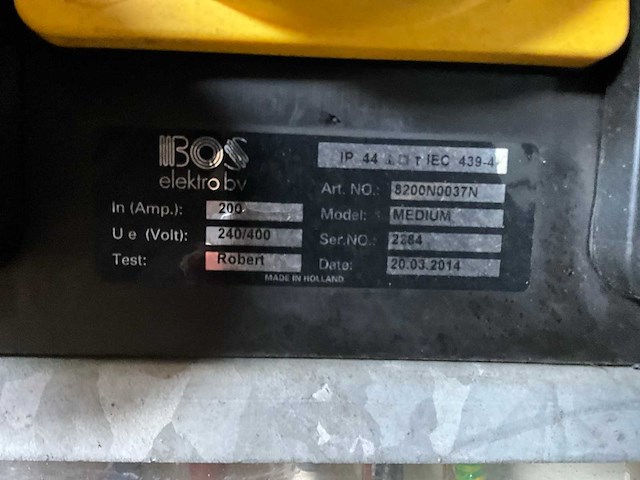 BOS
elektro bv
IP 44 IEC 439-4
In (Amp.): 200
U e (Volt): 240/400
Test: Robert
Art. NO.: 8200N0037N
Model: MEDIUM
Ser.NO.: 2364
Date: 20.03.2014
MADE IN HOLLAND